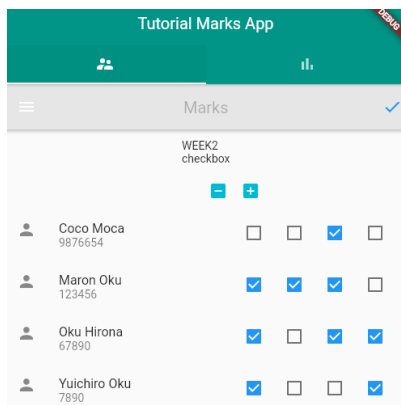 DEBUG
Tutorial Marks App
Marks
WEEK2
checkbox
Coco Moca
9876654
Maron Oku
123456
Oku Hirona
67890
Yuichiro Oku
7890